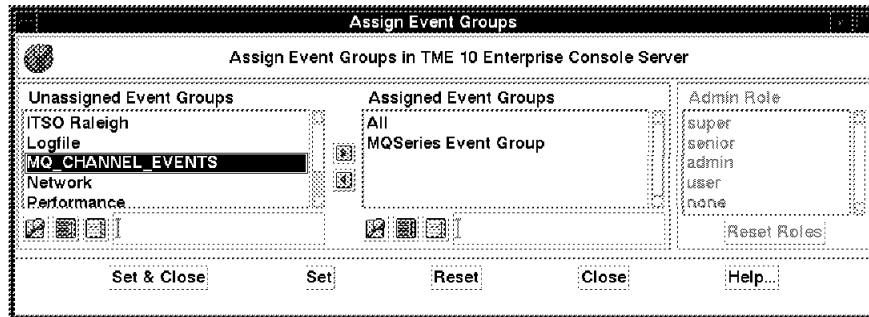 Assign Event Groups
Assign Event Groups in TME 10 Enterprise Console Server
Unassigned Event Groups
ITSO Raleigh
Logfile
MQ_CHANNEL_EVENTS
Network
Performance
Assigned Event Groups
All
MQSeries Event Group
Admin Role
super
senior
admin
user
none
Reset Roles
Set & Close
Set
Reset
Close
Help...